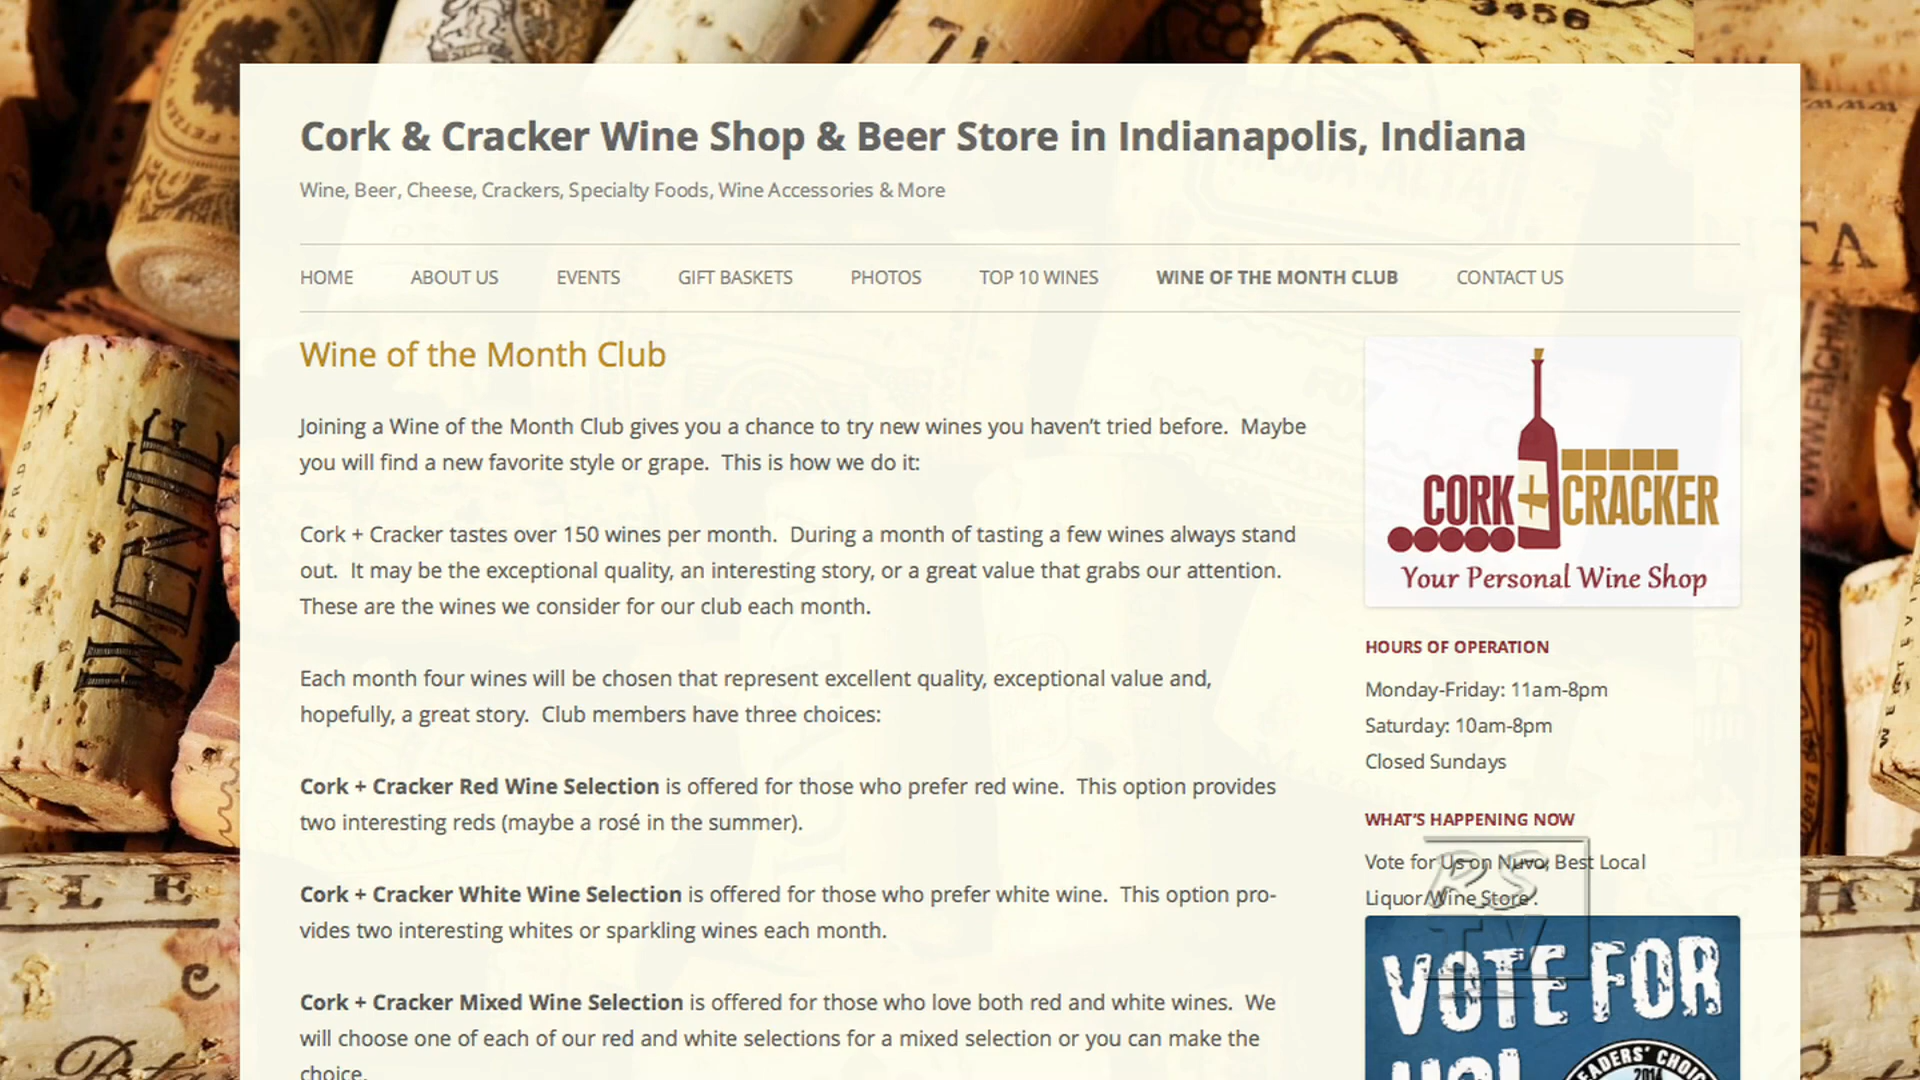 3456
Cork & Cracker Wine Shop & Beer Store in Indianapolis, Indiana
Wine, Beer, Cheese, Crackers, Specialty Foods, Wine Accessories & More
HOME ABOUT US EVENTS GIFT BASKETS PHOTOS TOP 10 WINES WINE OF THE MONTH CLUB CONTACT US
Wine of the Month Club
Joining a Wine of the Month Club gives you a chance to try new wines you haven’t tried before. Maybe
you will find a new favorite style or grape. This is how we do it:
Cork + Cracker tastes over 150 wines per month. During a month of tasting a few wines always stand
out. It may be the exceptional quality, an interesting story, or a great value that grabs our attention.
These are the wines we consider for our club each month.
Each month four wines will be chosen that represent excellent quality, exceptional value and,
hopefully, a great story. Club members have three choices:
Cork + Cracker Red Wine Selection is offered for those who prefer red wine. This option provides
two interesting reds (maybe a rosé in the summer).
Cork + Cracker White Wine Selection is offered for those who prefer white wine. This option pro-
vides two interesting whites or sparkling wines each month.
Cork + Cracker Mixed Wine Selection is offered for those who love both red and white wines. We
will choose one of each of our red and white selections for a mixed selection or you can make the
choice.
CORK + CRACKER
Your Personal Wine Shop
HOURS OF OPERATION
Monday-Friday: 11am-8pm
Saturday: 10am-8pm
Closed Sundays
WHAT’S HAPPENING NOW
Vote for Us on Nuvo; Best Local
Liquor/Wine Store .
RS
TV
VOTE FOR
US!
READERS' CHOICE
2014